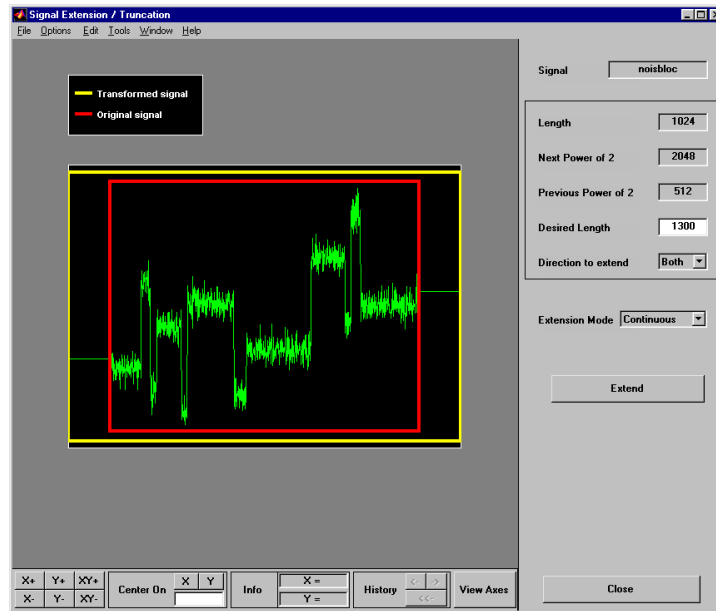 Signal Extension / Truncation
File Options Edit Tools Window Help
Transformed signal
Original signal
Signal noisbloc
Length 1024
Next Power of 2 2048
Previous Power of 2 512
Desired Length 1300
Direction to extend Both
Extension Mode Continuous
Extend
X+ Y+ XY+
X- Y- XY-
Center On X Y
Info X =
Y =
History <- ->
<<-
View Axes
Close